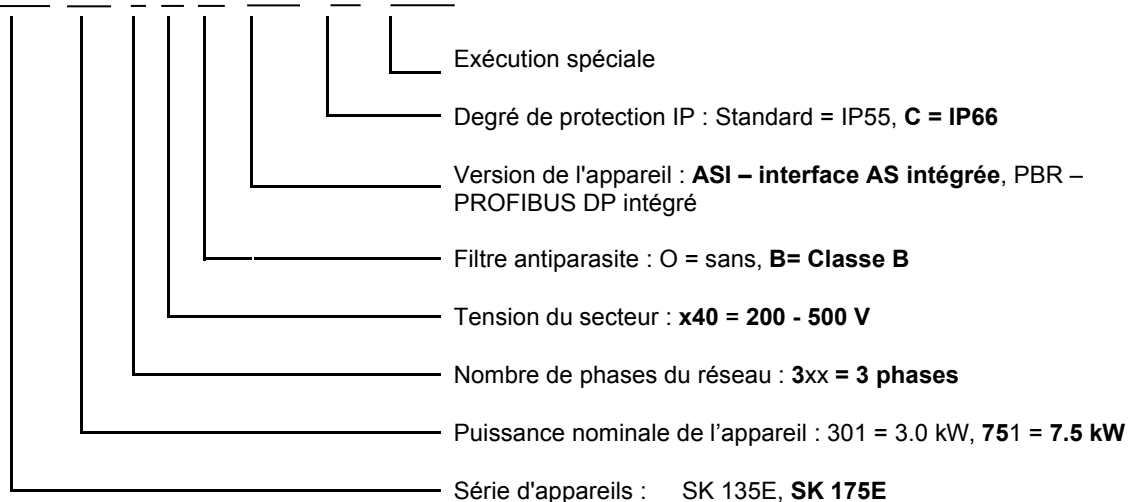 Exécution spéciale
Degré de protection IP : Standard = IP55, C = IP66
Version de l'appareil : ASI – interface AS intégrée, PBR –
PROFIBUS DP intégré
Filtre antiparasite : O = sans, B= Classe B
Tension du secteur : x40 = 200 - 500 V
Nombre de phases du réseau : 3xx = 3 phases
Puissance nominale de l’appareil : 301 = 3.0 kW, 751 = 7.5 kW
Série d'appareils : SK 135E, SK 175E